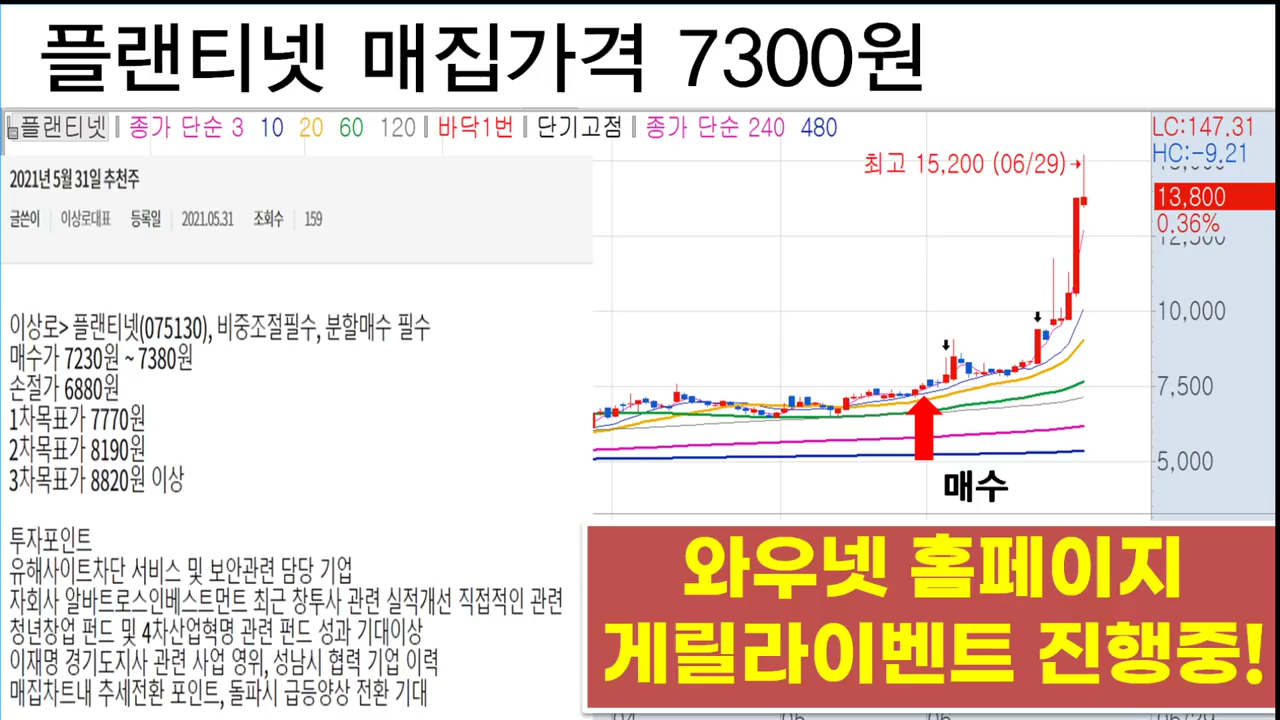 플랜티넷 매집가격 7300원
플랜티넷 종가 단순 3 10 20 60 120 바닥1번 단기고점 종가 단순 240 480
LC:147.31
HC:-9.21
최고 15,200 (06/29)
13,800
0.36%
12,500
10,000
7,500
5,000
매수
2021년 5월 31일 추천주
글쓴이 이상로대표 등록일 2021.05.31 조회수 159
이상로> 플랜티넷(075130), 비중조절필수, 분할매수 필수
매수가 7230원 ~ 7380원
손절가 6880원
1차목표가 7770원
2차목표가 8190원
3차목표가 8820원 이상
투자포인트
유해사이트차단 서비스 및 보안관련 담당 기업
자회사 알바트로스인베스트먼트 최근 창투사 관련 실적개선 직접적인 관련
청년창업 펀드 및 4차산업혁명 관련 펀드 성과 기대이상
이재명 경기도지사 관련 사업 영위, 성남시 협력 기업 이력
매집차트내 추세전환 포인트, 돌파시 급등양상 전환 기대
와우넷 홈페이지
게릴라이벤트 진행중!